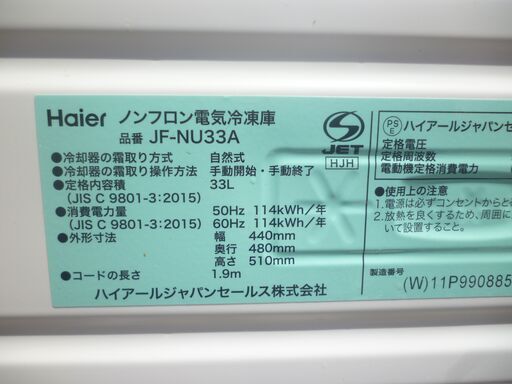 Haier ノンフロン電気冷凍庫
品番 JF-NU33A
●冷却器の霜取り方式 自然式
●冷却器の霜取り操作方法 手動開始・手動終了
●定格内容積 33L
(JIS C 9801-3:2015)
●消費電力量 50Hz 114kWh/年
(JIS C 9801-3:2015) 60Hz 114kWh/年
●外形寸法 幅 440mm
奥行 480mm
高さ 510mm
●コードの長さ 1.9m
ハイアールジャパンセールス株式会社
S
JET
HJH
PS
E
ハイアールジャパンセ
定格電圧
定格周波数
電動機定格消費電力
●使用上の注意
1.電源は必ずコンセントからと
2.放熱を良くするため、周囲に
いて設置すること。
製造番号
(W)11P990885